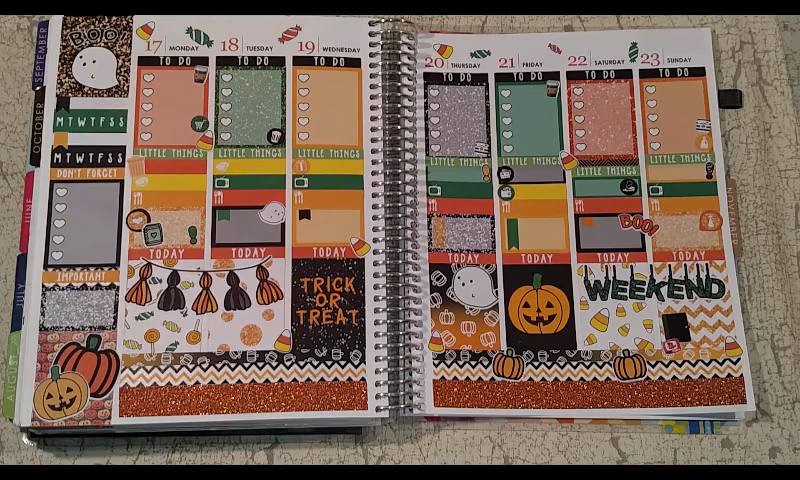 SEPTEMBER
OCTOBER
JUNE
JULY
AUGUST
BOO!
MTWTFSS
MTWTFSS
DON'T FORGET
IMPORTANT
17 MONDAY
TO DO
LITTLE THINGS
TODAY
18 TUESDAY
TO DO
LITTLE THINGS
TODAY
19 WEDNESDAY
TO DO
LITTLE THINGS
TODAY
TRICK
OR
TREAT
20 THURSDAY
TO DO
LITTLE THINGS
TODAY
21 FRIDAY
TO DO
LITTLE THINGS
TODAY
22 SATURDAY
TO DO
LITTLE THINGS
BOO!
TODAY
23 SUNDAY
TO DO
LITTLE THINGS
TODAY
WEEKEND
NOVEMBER